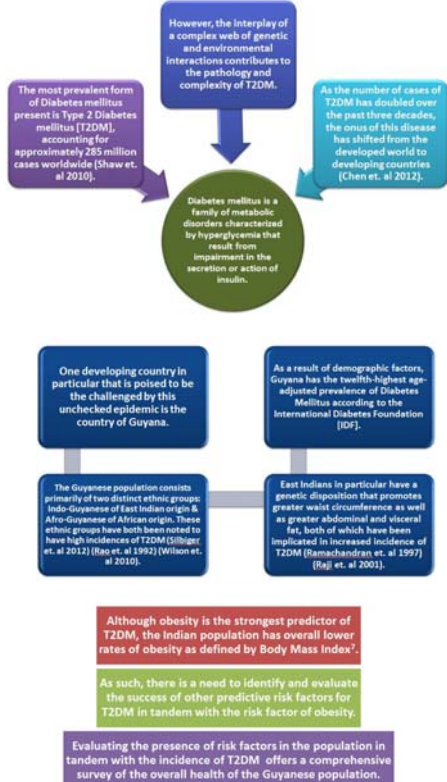 However, the interplay of
a complex web of genetic
and environmental
interactions contributes to
the pathology and
complexity of T2DM.
The most prevalent form
of Diabetes mellitus
present is Type 2 Diabetes
mellitus [T2DM],
accounting for
approximately 285 million
cases worldwide (Shaw et.
al 2010).
As the number of cases of
T2DM has doubled over
the past three decades,
the onus of this disease
has shifted from the
developed world to
developing countries
(Chen et. al 2012).
Diabetes mellitus is a
family of metabolic
disorders characterized
by hyperglycemia that
result from
impairment in the
secretion or action of
insulin.
One developing country in
particular that is poised to be
the challenged by this
unchecked epidemic is the
country of Guyana.
As a result of demographic factors,
Guyana has the twelfth-highest age-
adjusted prevalence of Diabetes
Mellitus according to the
International Diabetes Foundation
[IDF].
The Guyanese population consists
primarily of two distinct ethnic groups:
Indo-Guyanese of East Indian origin &
Afro-Guyanese of African origin. These
ethnic groups have both been noted to
have high incidences of T2DM (Silbiger
et. al 2012) (Rao et. al 1992) (Wilson et.
al 2010).
East Indians in particular have a
genetic disposition that promotes
greater waist circumference as well
as greater abdominal and visceral
fat, both of which have been
implicated in increased incidence of
T2DM (Ramachandran et. al 1997)
(Raji et. al 2001).
Although obesity is the strongest predictor of
T2DM, the Indian population has overall lower
rates of obesity as defined by Body Mass Index⁷.
As such, there is a need to identify and evaluate
the success of other predictive risk factors for
T2DM in tandem with the risk factor of obesity.
Evaluating the presence of risk factors in the population in
tandem with the incidence of T2DM offers a comprehensive
survey of the overall health of the Guyanese population.